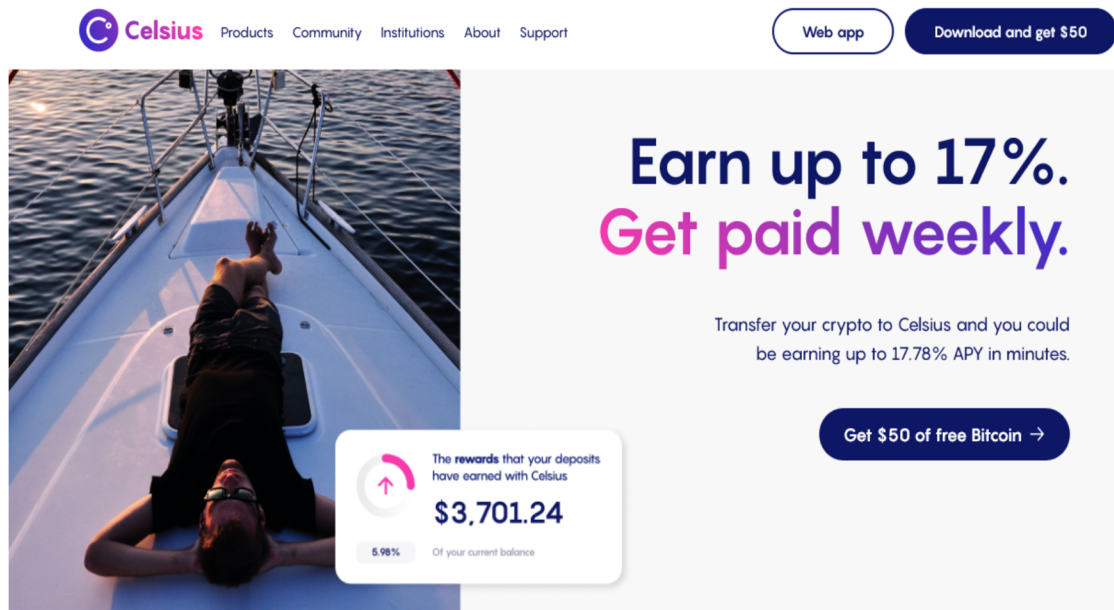 Celsius
Products Community Institutions About Support
Web app
Download and get $50
Earn up to 17%.
Get paid weekly.
Transfer your crypto to Celsius and you could
be earning up to 17.78% APY in minutes.
Get $50 of free Bitcoin →
The rewards that your deposits
have earned with Celsius
$3,701.24
5.98% Of your current balance